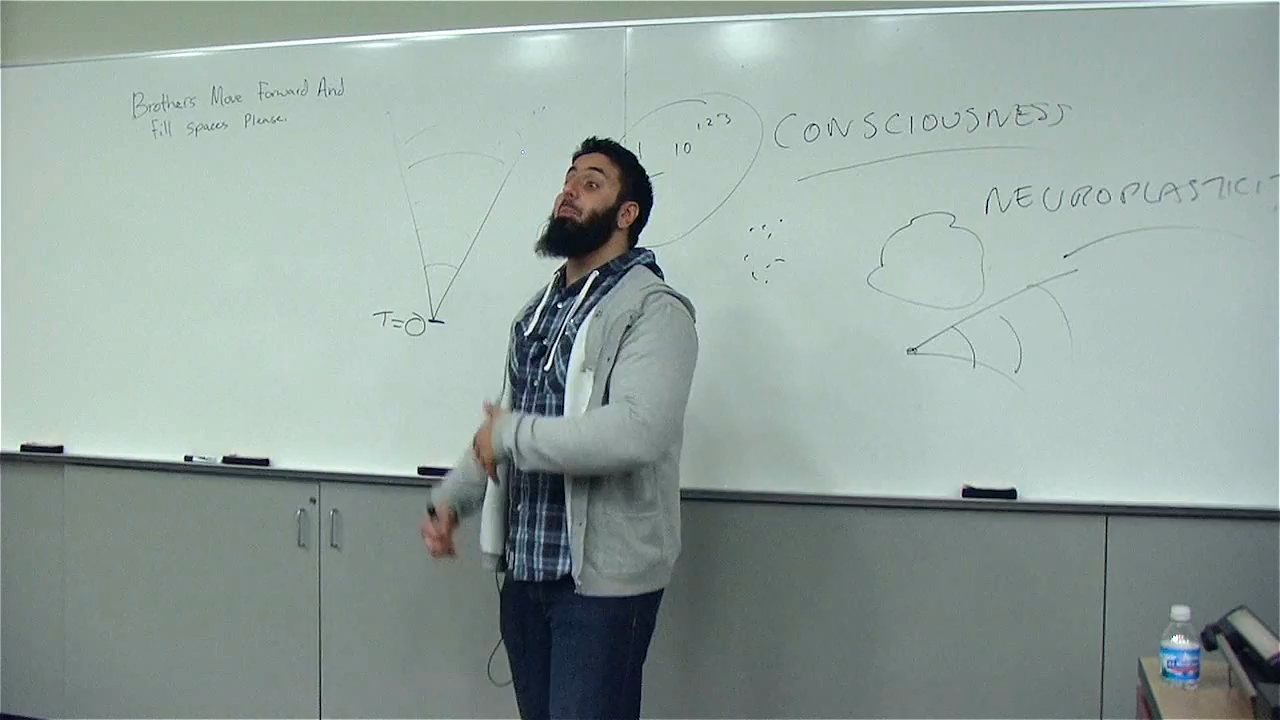 Brothers Move Forward And
Fill Spaces Please.
T=0
1 10 123
CONSCIOUSNESS
NEUROPLASTICIT